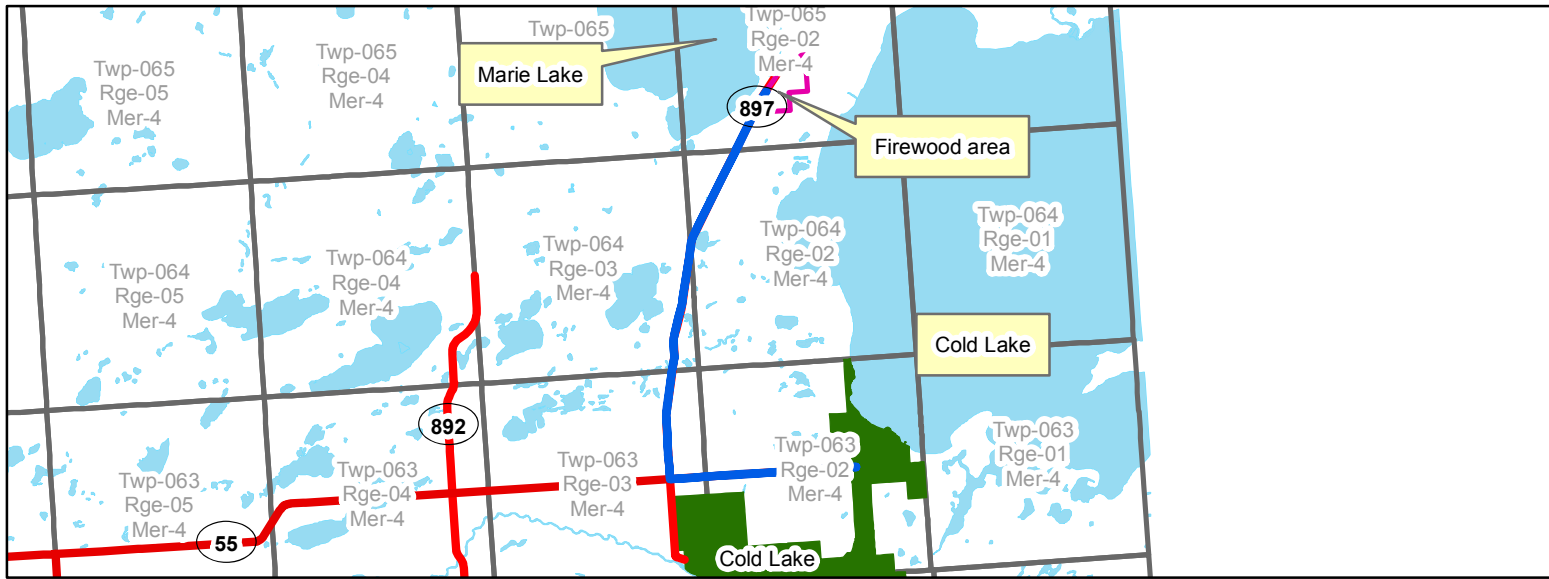 Twp-065
Rge-05
Mer-4
Twp-065
Rge-04
Mer-4
Twp-065
Twp-065
Rge-02
Mer-4
Marie Lake
897
Firewood area
Twp-064
Rge-05
Mer-4
Twp-064
Rge-04
Mer-4
Twp-064
Rge-03
Mer-4
Twp-064
Rge-02
Mer-4
Twp-064
Rge-01
Mer-4
Cold Lake
892
Twp-063
Rge-05
Mer-4
Twp-063
Rge-04
Mer-4
Twp-063
Rge-03
Mer-4
Twp-063
Rge-02
Mer-4
Twp-063
Rge-01
Mer-4
55
Cold Lake